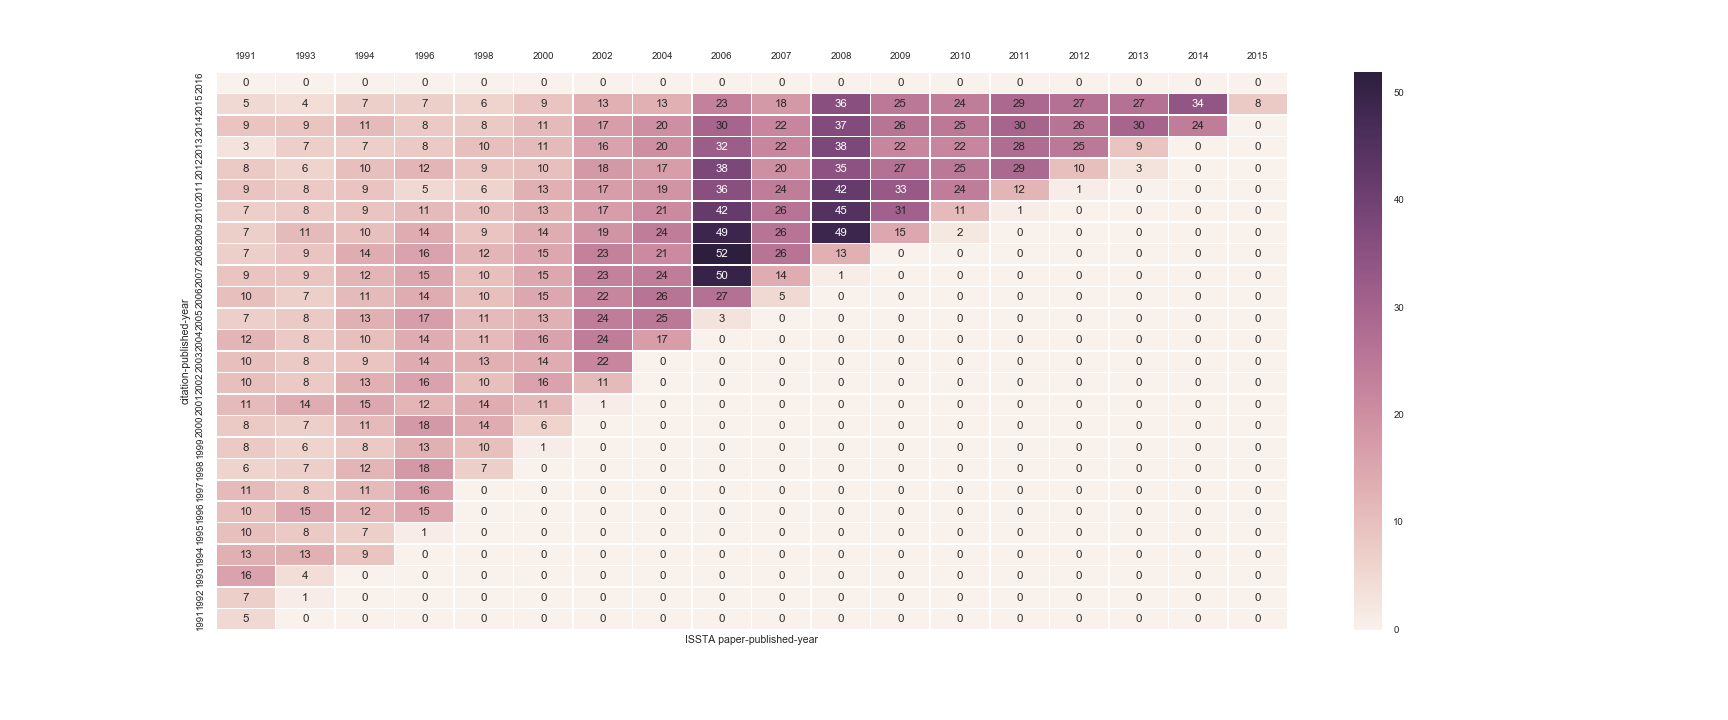 1991 1993 1994 1996 1998 2000 2002 2004 2006 2007 2008 2009 2010 2011 2012 2013 2014 2015
2016 0 0 0 0 0 0 0 0 0 0 0 0 0 0 0 0 0 0
2015 5 4 7 7 6 9 13 13 23 18 36 25 24 29 27 27 34 8
2014 9 9 11 8 8 11 17 20 30 22 37 26 25 30 26 30 24 0
2013 3 7 7 8 10 11 16 20 32 22 38 22 22 28 25 9 0 0
2012 8 6 10 12 9 10 18 17 38 20 35 27 25 29 10 3 0 0
2011 9 8 9 5 6 13 17 19 36 24 42 33 24 12 1 0 0 0
2010 7 8 9 11 10 13 17 21 42 26 45 31 11 1 0 0 0 0
2009 7 11 10 14 9 14 19 24 49 26 49 15 2 0 0 0 0 0
2008 7 9 14 16 12 15 23 21 52 26 13 0 0 0 0 0 0 0
2007 9 9 12 15 10 15 23 24 50 14 1 0 0 0 0 0 0 0
2006 10 7 11 14 10 15 22 26 27 5 0 0 0 0 0 0 0 0
2005 7 8 13 17 11 13 24 25 3 0 0 0 0 0 0 0 0 0
2004 12 8 10 14 11 16 24 17 0 0 0 0 0 0 0 0 0 0
2003 10 8 9 14 13 14 22 0 0 0 0 0 0 0 0 0 0 0
2002 10 8 13 16 10 16 11 0 0 0 0 0 0 0 0 0 0 0
2001 11 14 15 12 14 11 1 0 0 0 0 0 0 0 0 0 0 0
2000 8 7 11 18 14 6 0 0 0 0 0 0 0 0 0 0 0 0
1999 8 6 8 13 10 1 0 0 0 0 0 0 0 0 0 0 0 0
1998 6 7 12 18 7 0 0 0 0 0 0 0 0 0 0 0 0 0
1997 11 8 11 16 0 0 0 0 0 0 0 0 0 0 0 0 0 0
1996 10 15 12 15 0 0 0 0 0 0 0 0 0 0 0 0 0 0
1995 10 8 7 1 0 0 0 0 0 0 0 0 0 0 0 0 0 0
1994 13 13 9 0 0 0 0 0 0 0 0 0 0 0 0 0 0 0
1993 16 4 0 0 0 0 0 0 0 0 0 0 0 0 0 0 0 0
1992 7 1 0 0 0 0 0 0 0 0 0 0 0 0 0 0 0 0
1991 5 0 0 0 0 0 0 0 0 0 0 0 0 0 0 0 0 0
citation-published-year
ISSTA paper-published-year
50
40
30
20
10
0